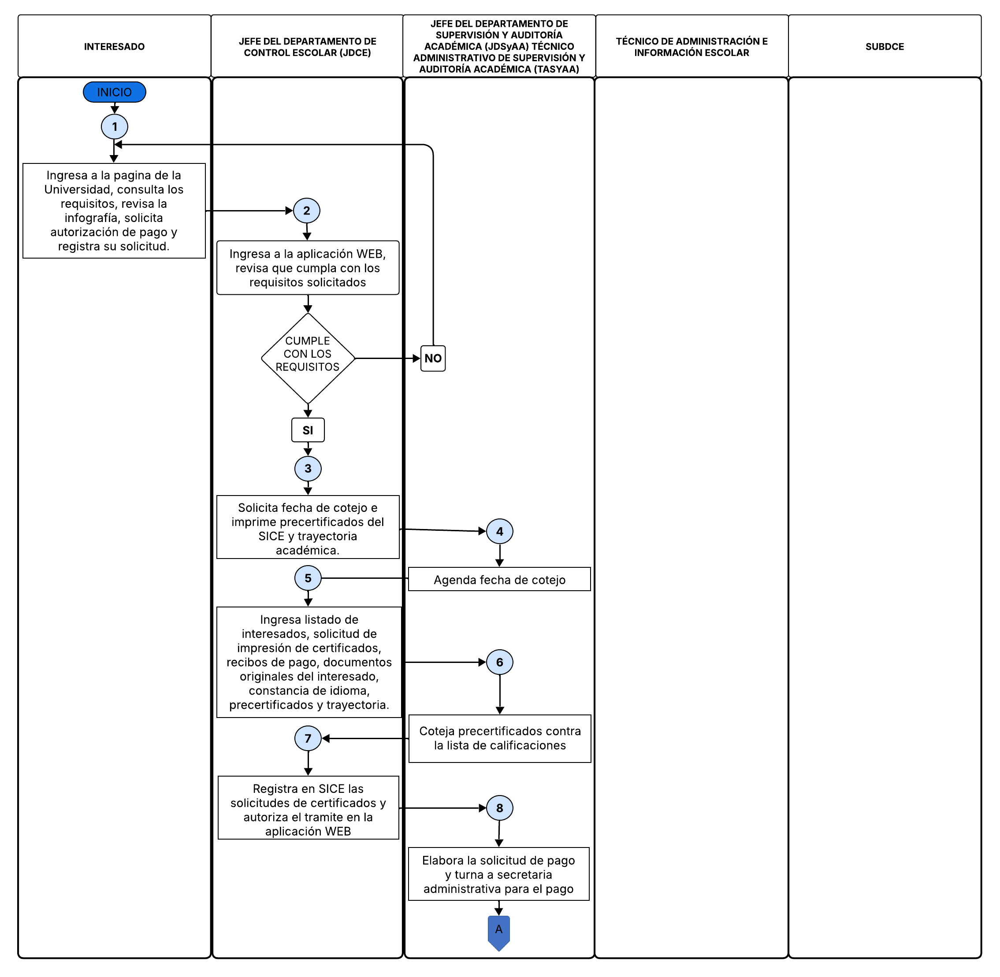 INTERESADO
JEFE DEL DEPARTAMENTO DE
CONTROL ESCOLAR (JDCE)
JEFE DEL DEPARTAMENTO DE
SUPERVISIÓN Y AUDITORÍA
ACADÉMICA (JDSyAA) TÉCNICO
ADMINISTRATIVO DE SUPERVISIÓN Y
AUDITORÍA ACADÉMICA (TASYAA)
TÉCNICO DE ADMINISTRACIÓN E
INFORMACIÓN ESCOLAR
SUBDCE
INICIO
1
Ingresa a la pagina de la
Universidad, consulta los
requisitos, revisa la
infografía, solicita
autorización de pago y
registra su solicitud.
2
Ingresa a la aplicación WEB,
revisa que cumpla con los
requisitos solicitados
CUMPLE
CON LOS
REQUISITOS
NO
SI
3
Solicita fecha de cotejo e
imprime precertificados del
SICE y trayectoria
académica.
4
Agenda fecha de cotejo
5
Ingresa listado de
interesados, solicitud de
impresión de certificados,
recibos de pago, documentos
originales del interesado,
constancia de idioma,
precertificados y trayectoria.
6
Coteja precertificados contra
la lista de calificaciones
7
Registra en SICE las
solicitudes de certificados y
autoriza el tramite en la
aplicación WEB
8
Elabora la solicitud de pago
y turna a secretaria
administrativa para el pago
A